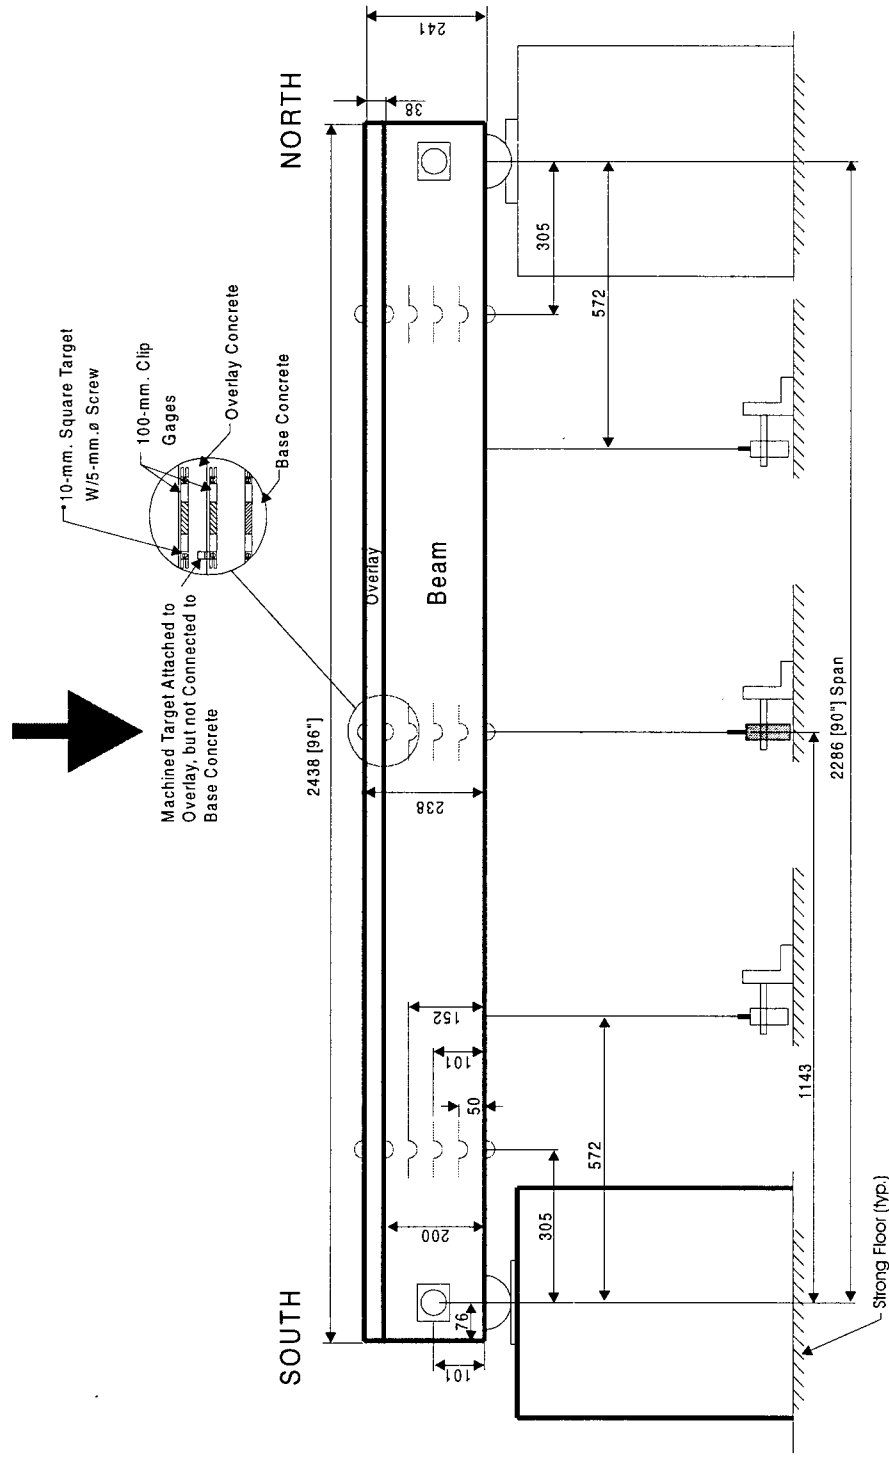 SOUTH
NORTH
•10-mm. Square Target
W/5-mm.ø Screw
100-mm. Clip
Gages
Overlay Concrete
Base Concrete
Machined Target Attached to
Overlay, but not Connected to
Base Concrete
2438 [96"]
241
38
Overlay
Beam
238
200
152
101
50
101
76
305
572
305
572
1143
2286 [90"] Span
Strong Floor (typ.)